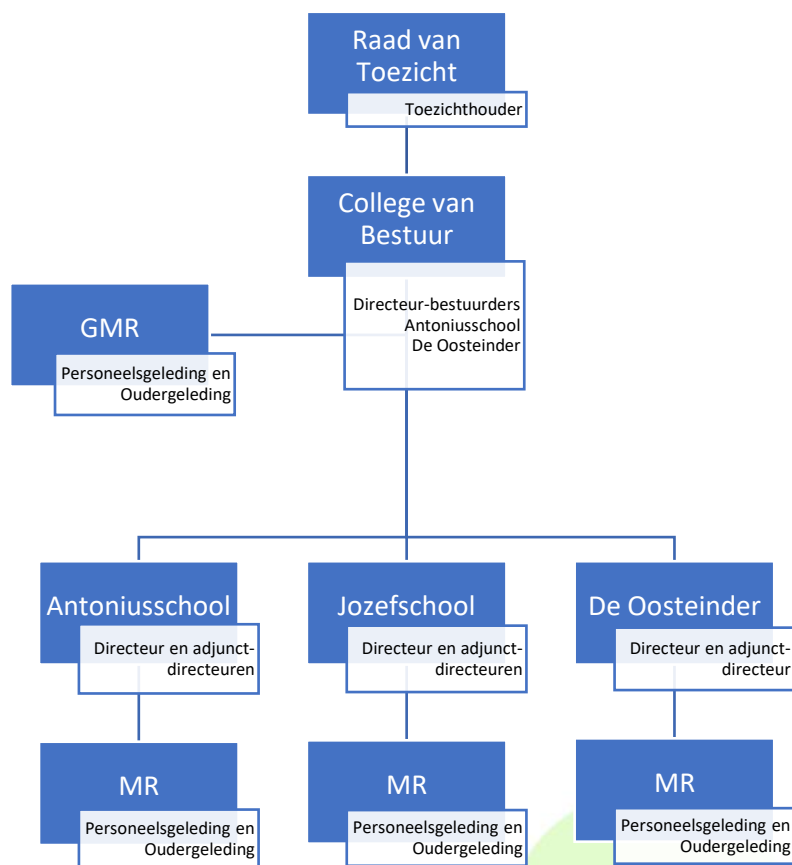 Raad van
Toezicht
Toezichthouder
College van
Bestuur
Directeur-bestuurders
Antoniusschool
De Oosteinder
GMR
Personeelsgeleding en
Oudergeleding
Antoniusschool
Directeur en adjunct-
directeuren
Jozefschool
Directeur en adjunct-
directeuren
De Oosteinder
Directeur en adjunct-
directeur
MR
Personeelsgeleding en
Oudergeleding
MR
Personeelsgeleding en
Oudergeleding
MR
Personeelsgeleding en
Oudergeleding